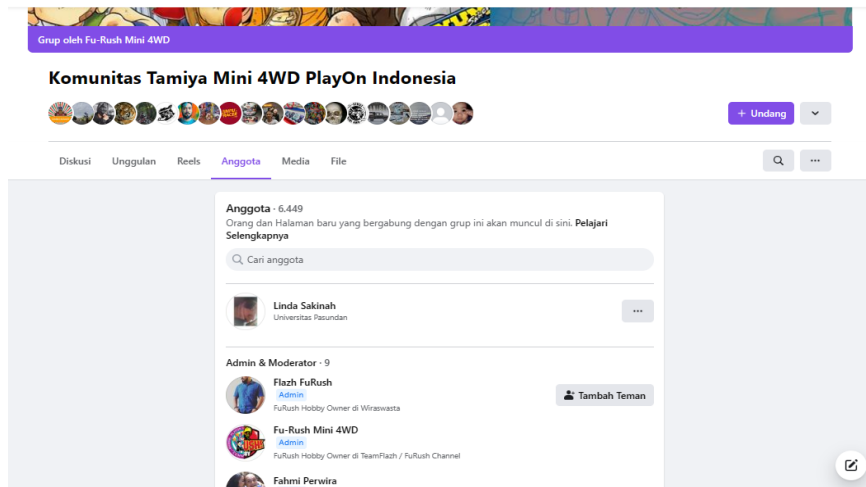 Grup oleh Fu-Rush Mini 4WD
Komunitas Tamiya Mini 4WD PlayOn Indonesia
+ Undang
Diskusi Unggulan Reels Anggota Media File
Anggota · 6.449
Orang dan Halaman baru yang bergabung dengan grup ini akan muncul di sini. Pelajari
Selengkapnya
Cari anggota
Linda Sakinah
Universitas Pasundan
Admin & Moderator · 9
Flazh FuRush
Admin
FuRush Hobby Owner di Wiraswasta
Tambah Teman
Fu-Rush Mini 4WD
Admin
FuRush Hobby Owner di TeamFlazh / FuRush Channel
Fahmi Perwira